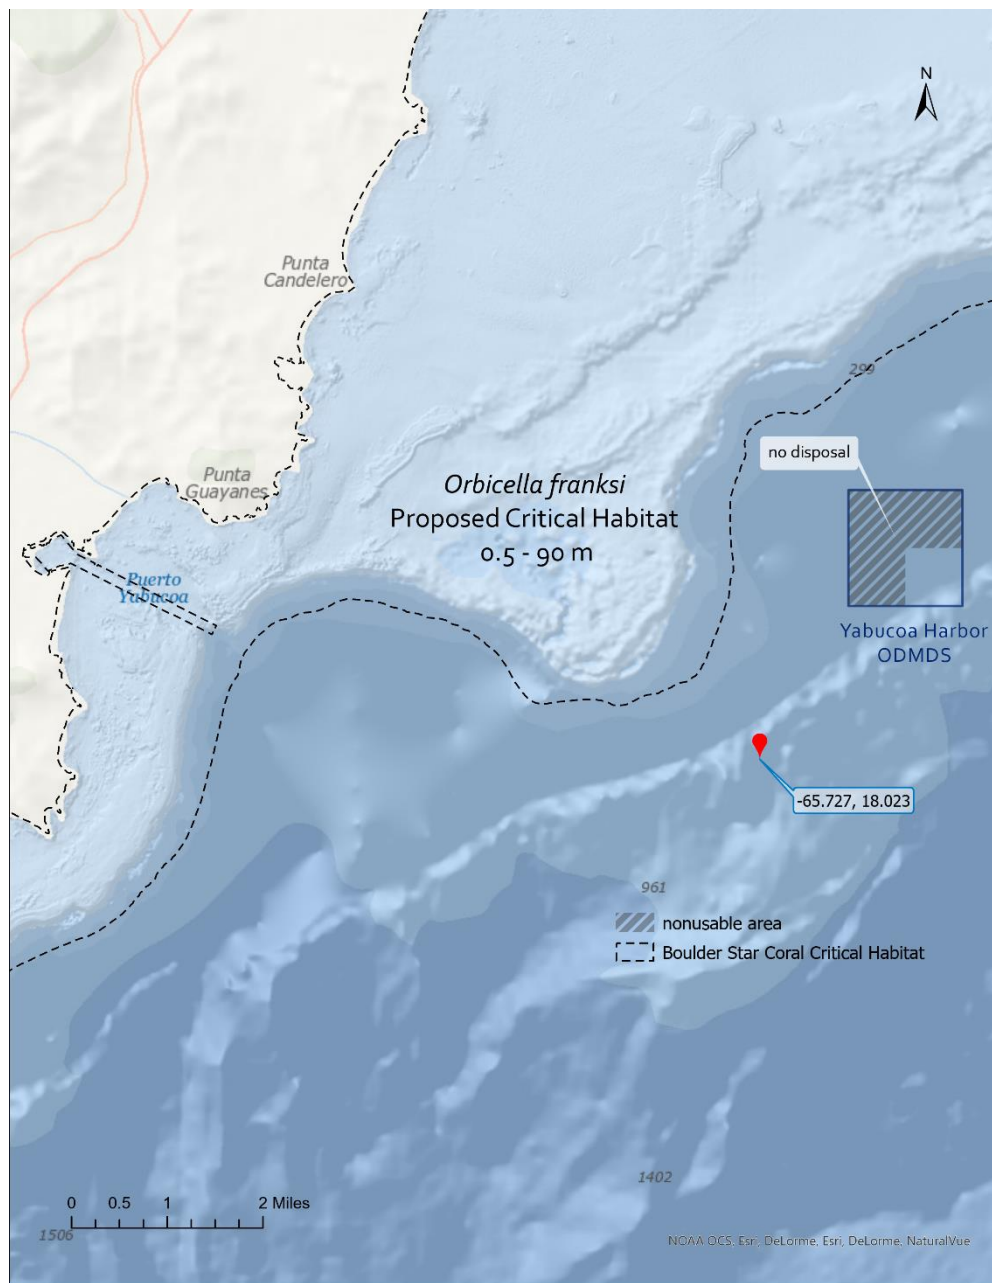 N
Punta
Candelero
299
no disposal
Punta
Guayanes
Orbicella franksi
Proposed Critical Habitat
0.5 - 90 m
Puerto
Yabucoa
Yabucoa Harbor
ODMDS
-65.727, 18.023
961
nonusable area
Boulder Star Coral Critical Habitat
1402
0 0.5 1 2 Miles
1506
NOAA OCS, Esri, DeLorme, Esri, DeLorme, NaturalVue